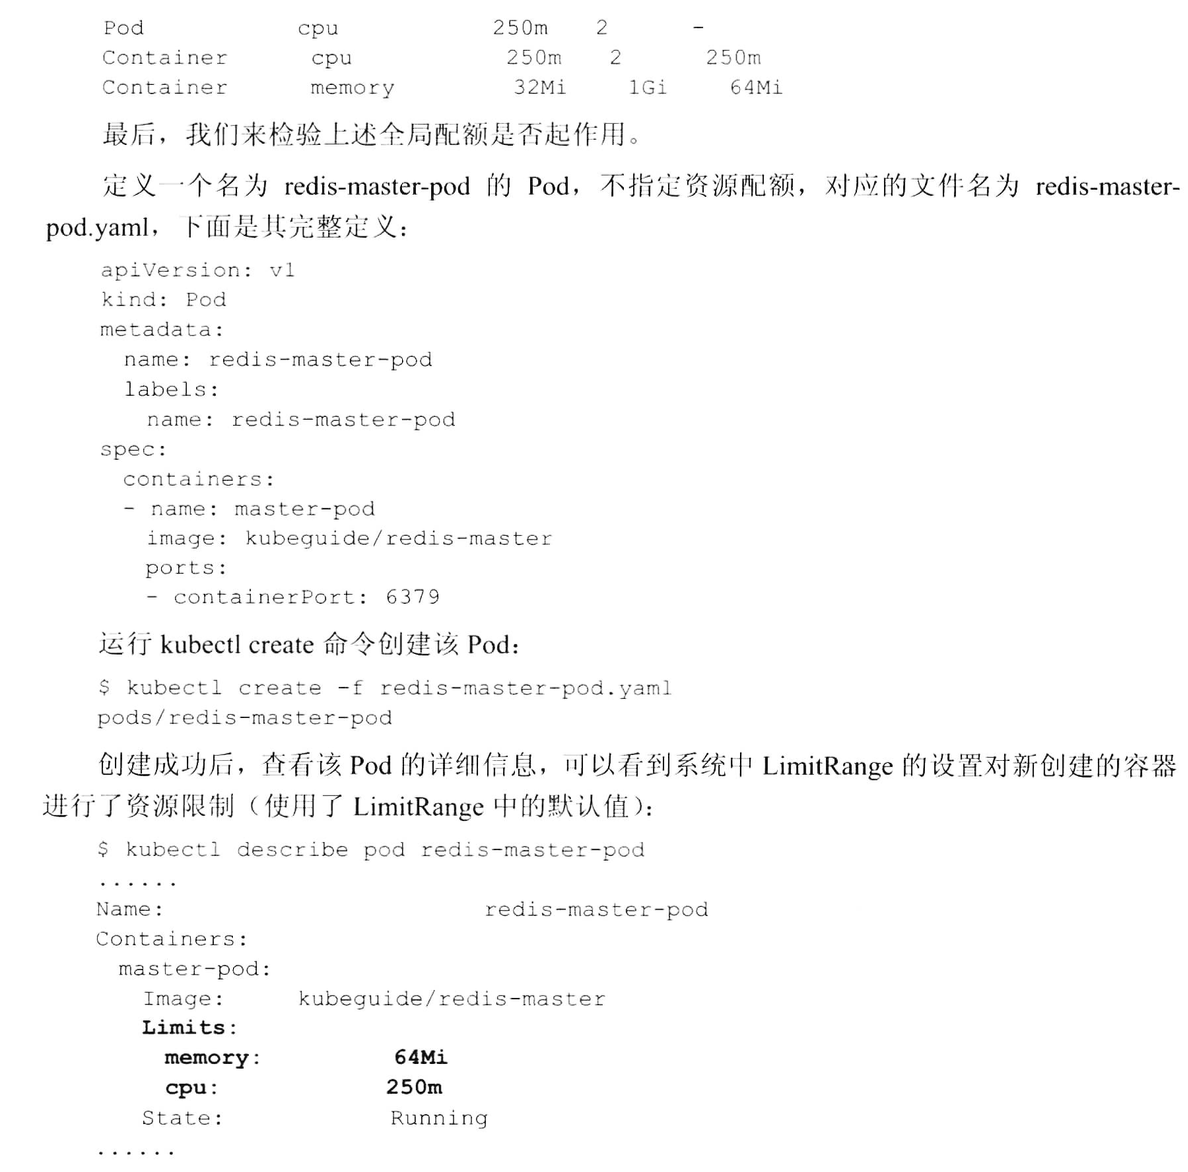 Pod cpu 250m 2 -
Container cpu 250m 2 250m
Container memory 32Mi 1Gi 64Mi
最后，我们来检验上述全局配额是否起作用。
定义一个名为 redis-master-pod 的 Pod，不指定资源配额，对应的文件名为 redis-master-
pod.yaml，下面是其完整定义：
apiVersion: v1
kind: Pod
metadata:
  name: redis-master-pod
  labels:
    name: redis-master-pod
spec:
  containers:
  - name: master-pod
    image: kubeguide/redis-master
    ports:
    - containerPort: 6379
运行 kubectl create 命令创建该 Pod：
$ kubectl create -f redis-master-pod.yaml
pods/redis-master-pod
创建成功后，查看该 Pod 的详细信息，可以看到系统中 LimitRange 的设置对新创建的容器
进行了资源限制（使用了 LimitRange 中的默认值）：
$ kubectl describe pod redis-master-pod
......
Name: redis-master-pod
Containers:
  master-pod:
    Image: kubeguide/redis-master
    Limits:
      memory: 64Mi
      cpu: 250m
    State: Running
......